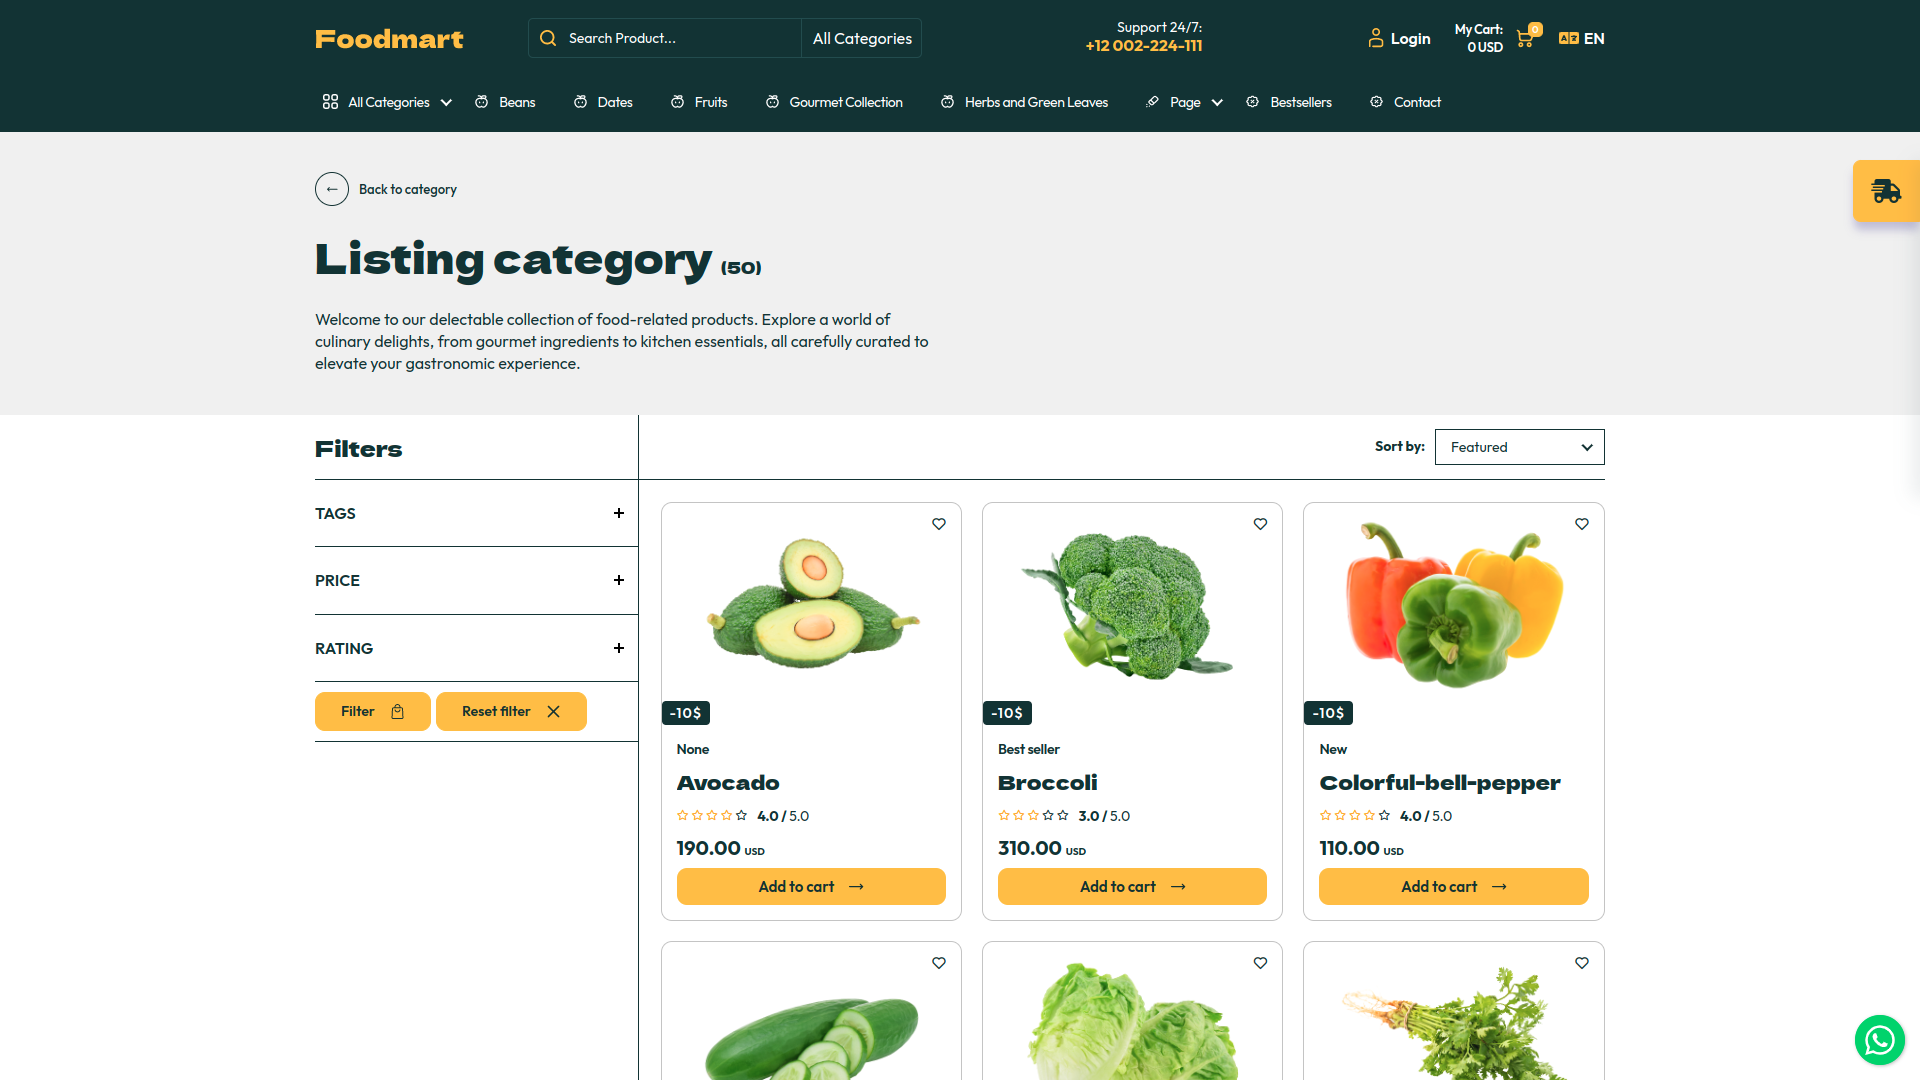 Foodmart
Search Product...
All Categories
Support 24/7:
+12 002-224-111
Login
My Cart:
0 USD
0
EN
All Categories
Beans
Dates
Fruits
Gourmet Collection
Herbs and Green Leaves
Page
Bestsellers
Contact
Back to category
Listing category (50)
Welcome to our delectable collection of food-related products. Explore a world of
culinary delights, from gourmet ingredients to kitchen essentials, all carefully curated to
elevate your gastronomic experience.
Filters
Sort by:
Featured
TAGS
PRICE
RATING
Filter
Reset filter
-10$
None
Avocado
4.0 / 5.0
190.00 USD
Add to cart
-10$
Best seller
Broccoli
3.0 / 5.0
310.00 USD
Add to cart
-10$
New
Colorful-bell-pepper
4.0 / 5.0
110.00 USD
Add to cart